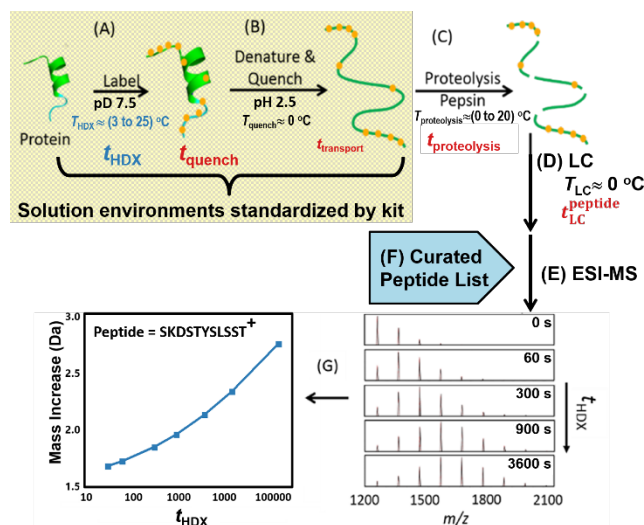 (A)
Label
pD 7.5
T_HDX ≈ (3 to 25) °C
t_HDX
Protein
t_quench
(B)
Denature &
Quench
pH 2.5
T_quench≈ 0 °C
t_transport
Solution environments standardized by kit
(C)
Proteolysis
Pepsin
T_proteolysis≈(0 to 20) °C
t_proteolysis
(D) LC
T_LC≈ 0 °C
t_LC^peptide
(F) Curated
Peptide List
(E) ESI-MS
(G)
Mass Increase (Da)
3.0
2.5
2.0
1.5
Peptide = SKDSTYSLSST+
10
100
1000
1000
100000
t_HDX
0 s
60 s
300 s
900 s
3600 s
t_HDX
1200
1500
1800
2100
m/z